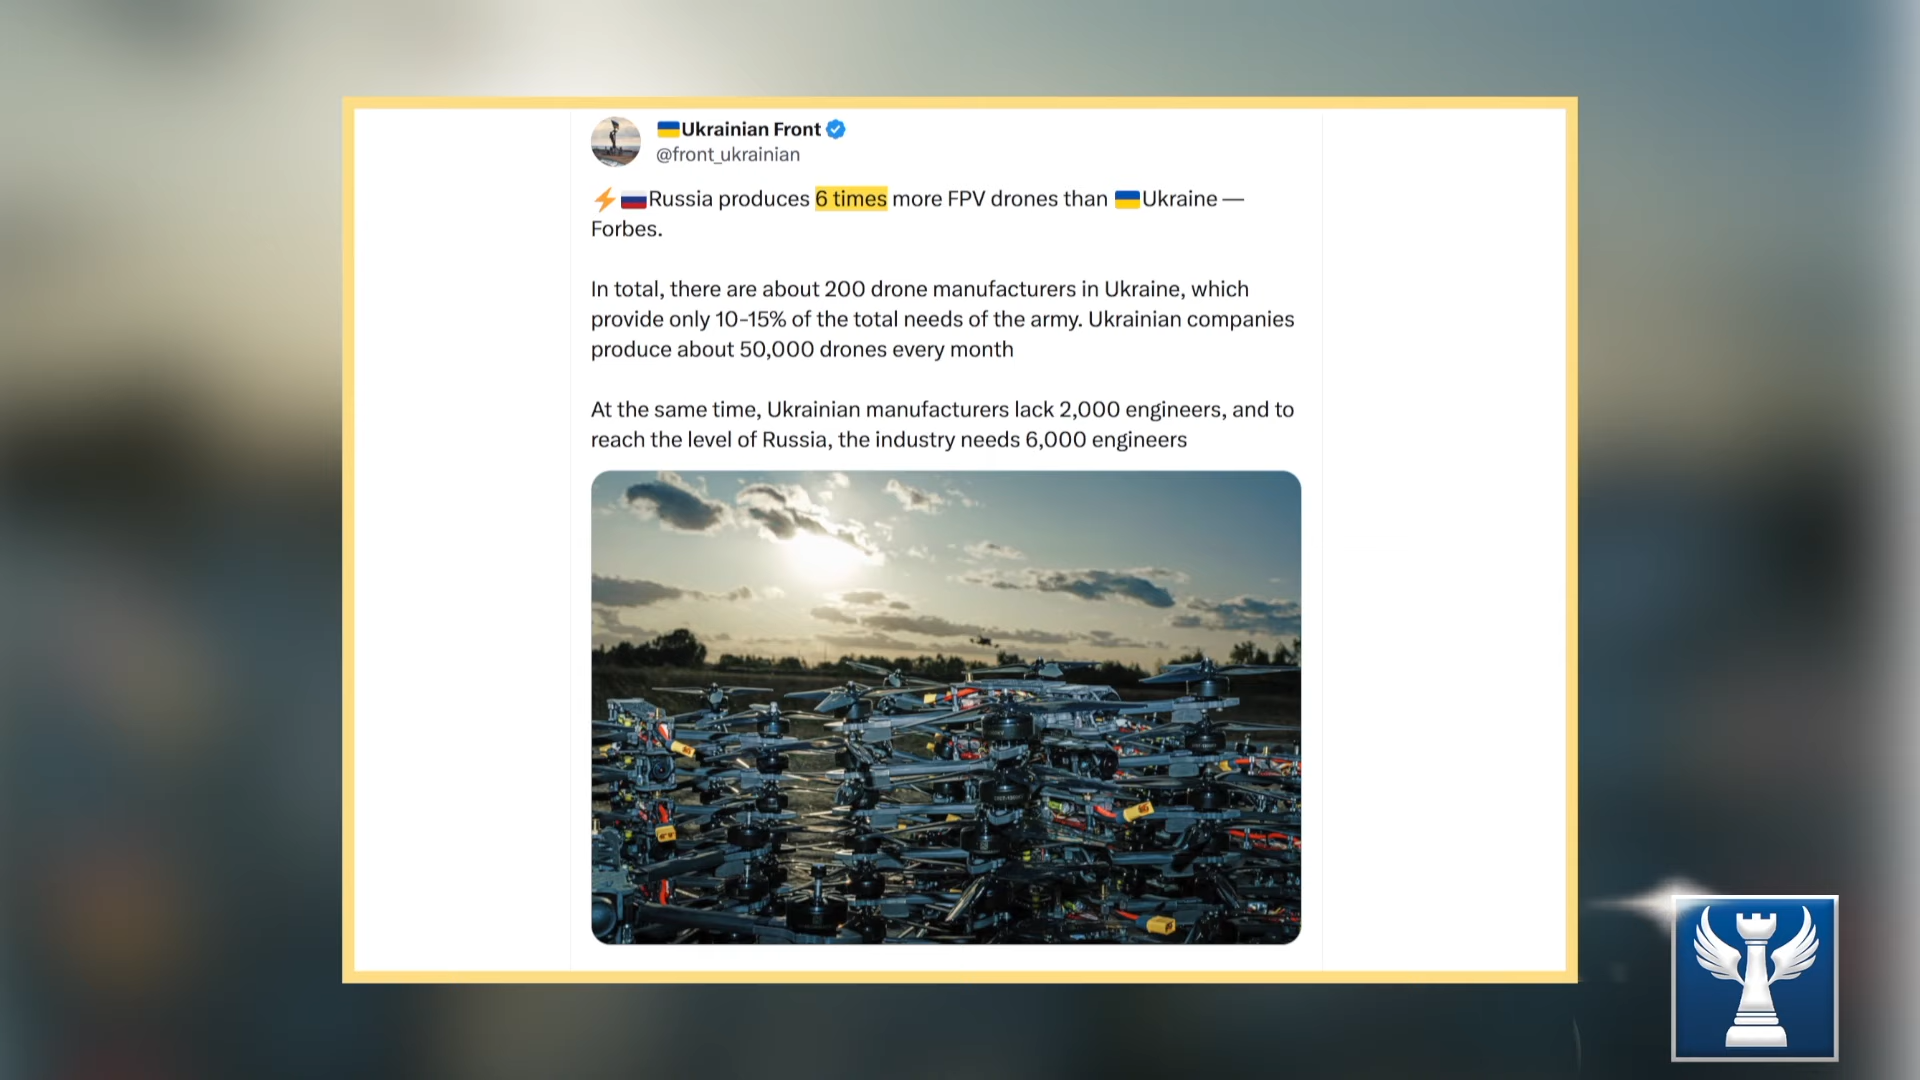 🇺🇦Ukrainian Front
@front_ukrainian
⚡🇷🇺Russia produces 6 times more FPV drones than 🇺🇦Ukraine —
Forbes.
In total, there are about 200 drone manufacturers in Ukraine, which
provide only 10-15% of the total needs of the army. Ukrainian companies
produce about 50,000 drones every month
At the same time, Ukrainian manufacturers lack 2,000 engineers, and to
reach the level of Russia, the industry needs 6,000 engineers